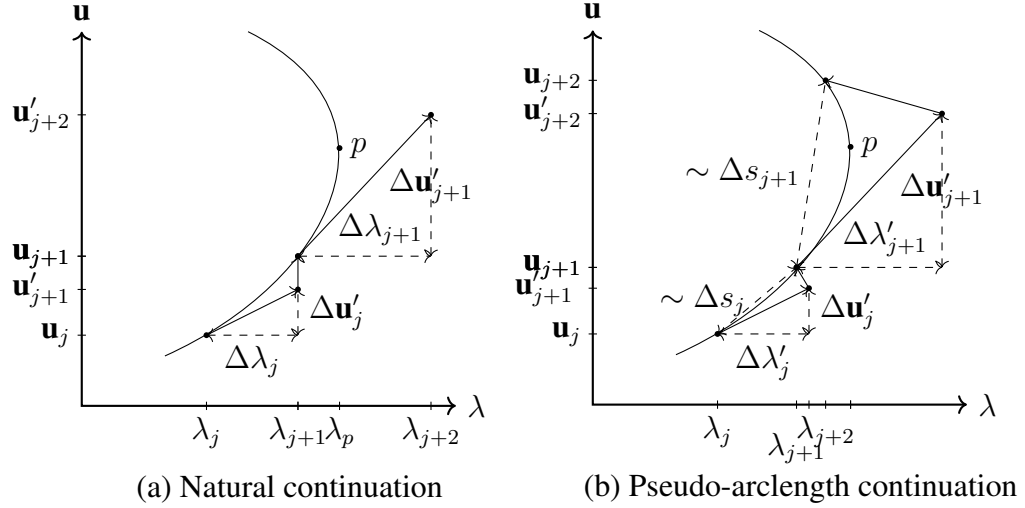 u
u′_{j+2}
p
Δu′_{j+1}
Δλ_{j+1}
u_{j+1}
u′_{j+1}
Δu′_j
u_j
Δλ_j
λ
λ_j
λ_{j+1}
λ_p
λ_{j+2}
(a) Natural continuation
u
u_{j+2}
u′_{j+2}
p
∼ Δs_{j+1}
Δu′_{j+1}
Δλ′_{j+1}
u_{j+1}
u′_{j+1}
∼ Δs_j
Δu′_j
u_j
Δλ′_j
λ
λ_j
λ_{j+2}
λ_{j+1}
(b) Pseudo-arclength continuation